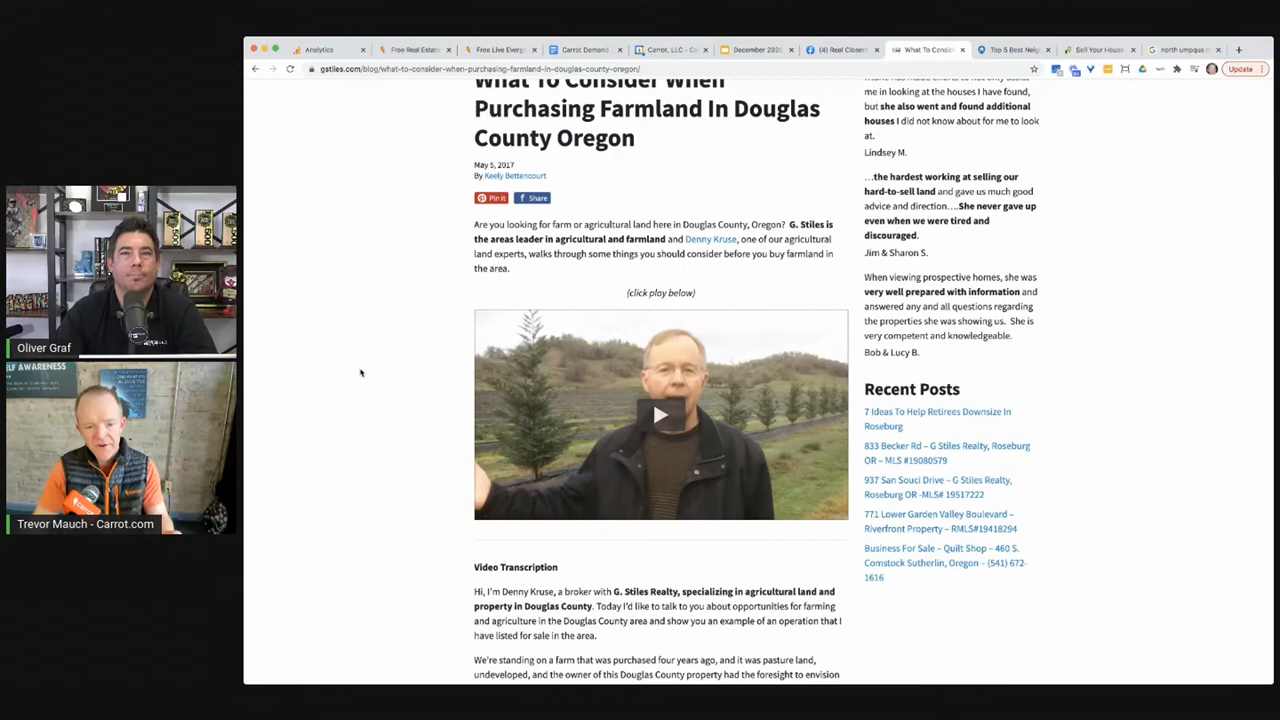 Analytics
Free Real Estate
Free Live Everg
Carrot Demand
Carrot, LLC - C
December 2020
(4) Real Closers
What To Consid
Top 5 Best Neig
Sell Your House
north umpqua r
gstiles.com/blog/what-to-consider-when-purchasing-farmland-in-douglas-county-oregon/
Update
What To Consider When
Purchasing Farmland In Douglas
County Oregon
May 5, 2017
By Keely Bettencourt
Pin it
Share
Are you looking for farm or agricultural land here in Douglas County, Oregon? G. Stiles is
the areas leader in agricultural and farmland and Denny Kruse, one of our agricultural
land experts, walks through some things you should consider before you buy farmland in
the area.
(click play below)
Video Transcription
Hi, I'm Denny Kruse, a broker with G. Stiles Realty, specializing in agricultural land and
property in Douglas County. Today I'd like to talk to you about opportunities for farming
and agriculture in the Douglas County area and show you an example of an operation that I
have listed for sale in the area.
We're standing on a farm that was purchased four years ago, and it was pasture land,
undeveloped, and the owner of this Douglas County property had the foresight to envision
me in looking at the houses I have found,
but she also went and found additional
houses I did not know about for me to look
at.
Lindsey M.
…the hardest working at selling our
hard-to-sell land and gave us much good
advice and direction….She never gave up
even when we were tired and
discouraged.
Jim & Sharon S.
When viewing prospective homes, she was
very well prepared with information and
answered any and all questions regarding
the properties she was showing us. She is
very competent and knowledgeable.
Bob & Lucy B.
Recent Posts
7 Ideas To Help Retirees Downsize In
Roseburg
833 Becker Rd – G Stiles Realty, Roseburg
OR – MLS #19080579
937 San Souci Drive – G Stiles Realty,
Roseburg OR -MLS# 19517222
771 Lower Garden Valley Boulevard –
Riverfront Property – RMLS#19418294
Business For Sale – Quilt Shop – 460 S.
Comstock Sutherlin, Oregon – (541) 672-
1616
Oliver Graf
ELF AWARENESS
Trevor Mauch - Carrot.com